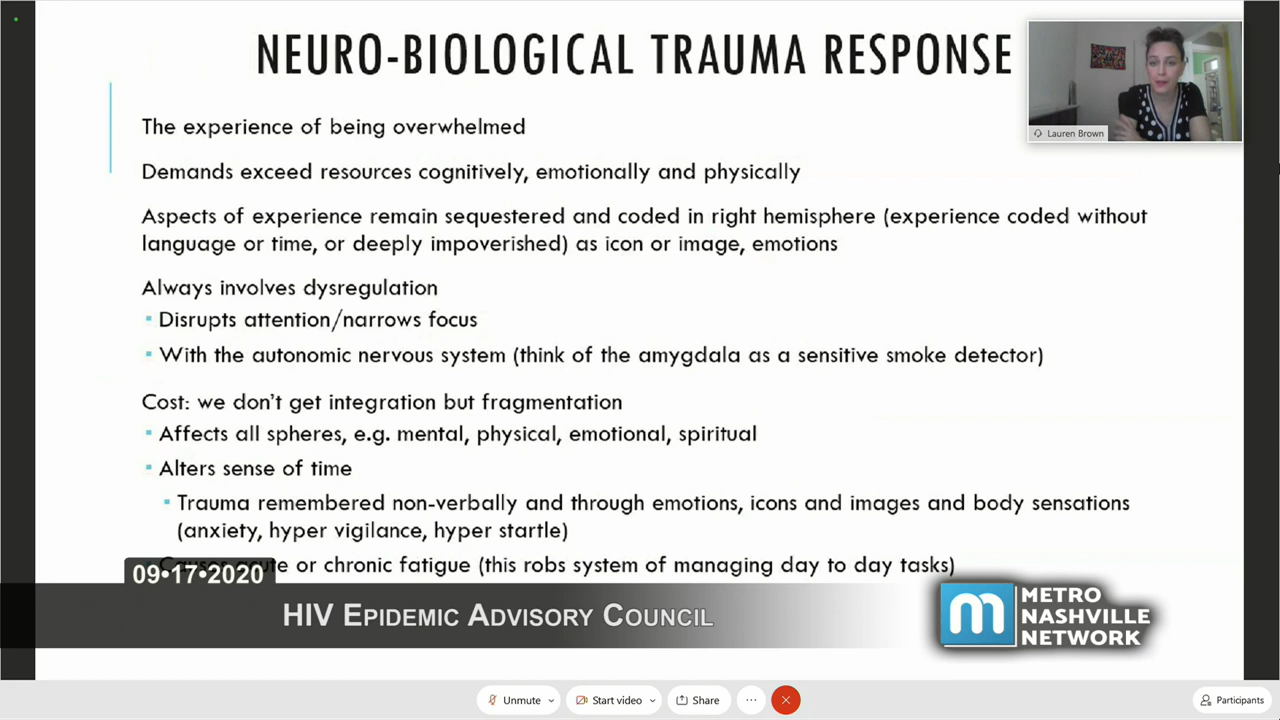 NEURO-BIOLOGICAL TRAUMA RESPONSE
Lauren Brown
The experience of being overwhelmed
Demands exceed resources cognitively, emotionally and physically
Aspects of experience remain sequestered and coded in right hemisphere (experience coded without
language or time, or deeply impoverished) as icon or image, emotions
Always involves dysregulation
Disrupts attention/narrows focus
With the autonomic nervous system (think of the amygdala as a sensitive smoke detector)
Cost: we don't get integration but fragmentation
Affects all spheres, e.g. mental, physical, emotional, spiritual
Alters sense of time
Trauma remembered non-verbally and through emotions, icons and images and body sensations
(anxiety, hyper vigilance, hyper startle)
Causes acute or chronic fatigue (this robs system of managing day to day tasks)
09•17•2020
HIV EPIDEMIC ADVISORY COUNCIL
m
METRO
NASHVILLE
NETWORK
Unmute
Start video
Share
Participants